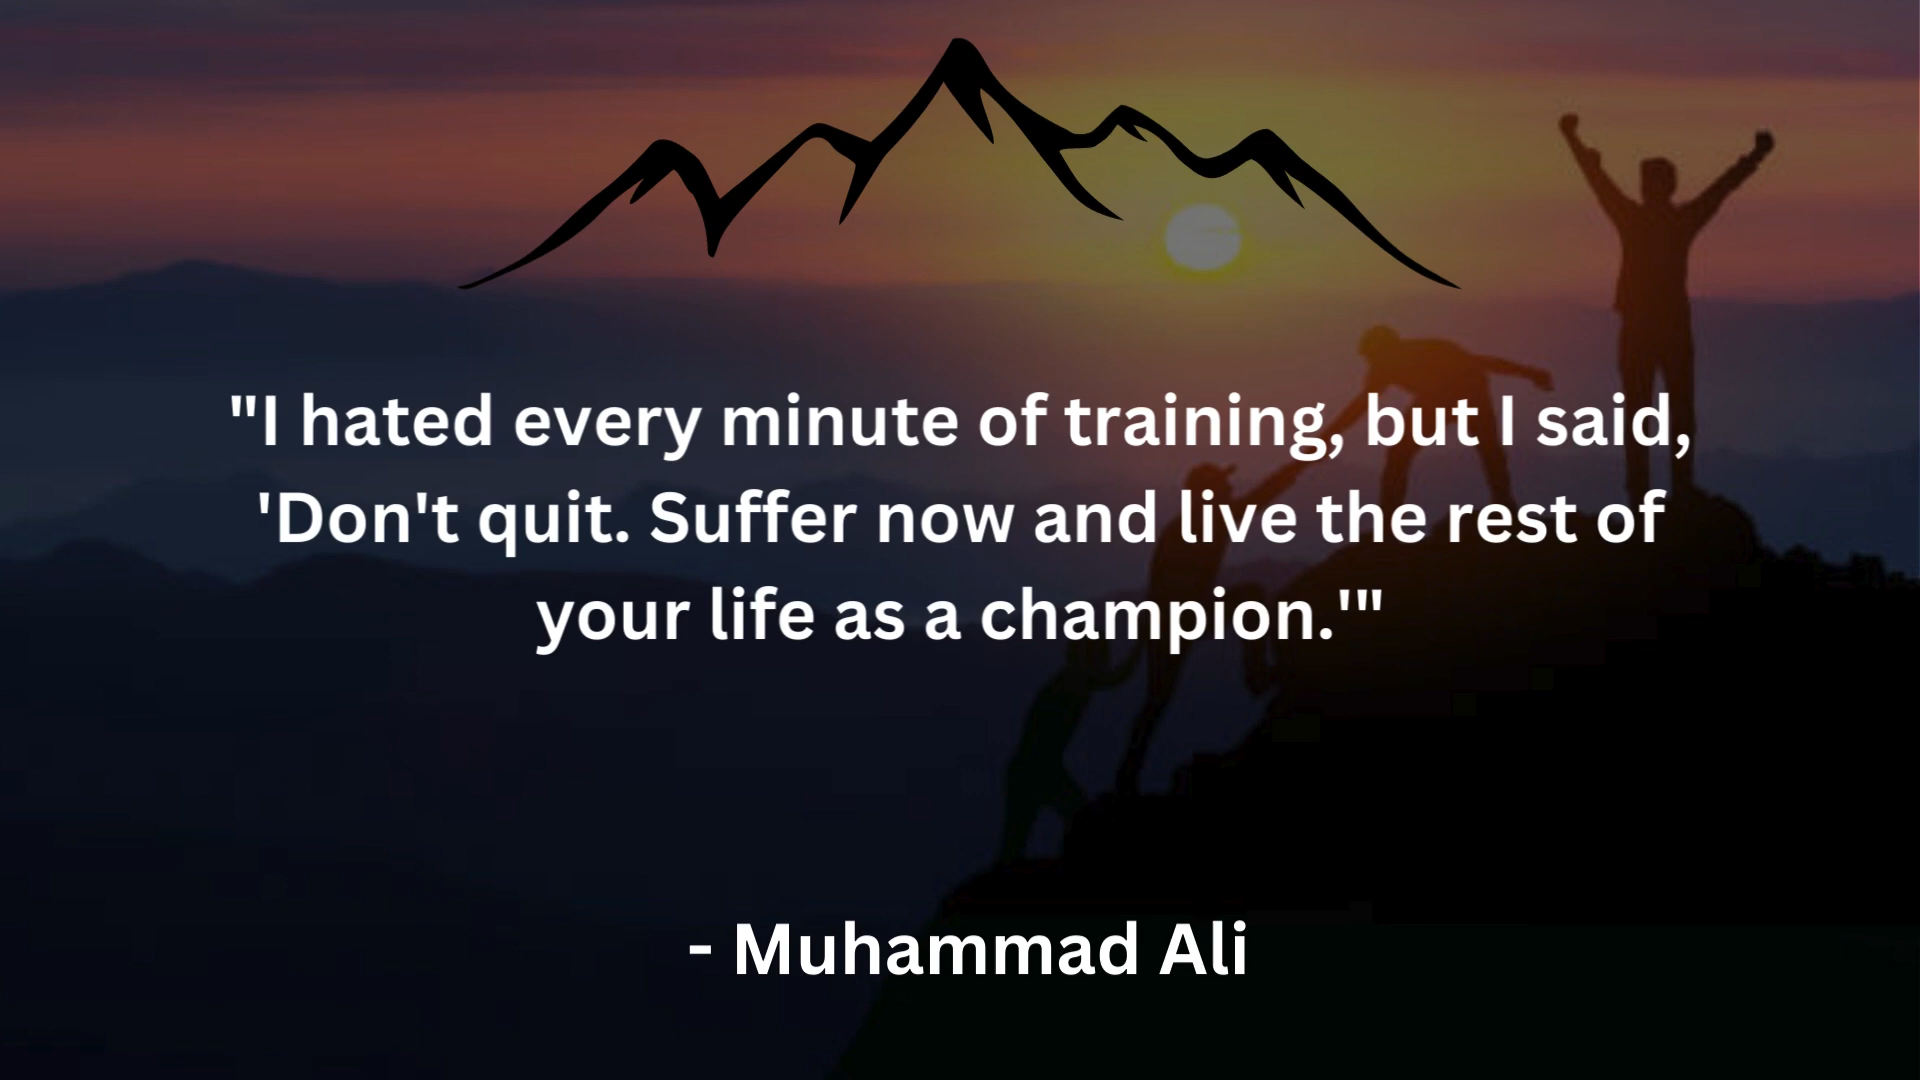 "I hated every minute of training, but I said,
'Don't quit. Suffer now and live the rest of
your life as a champion.'"
- Muhammad Ali